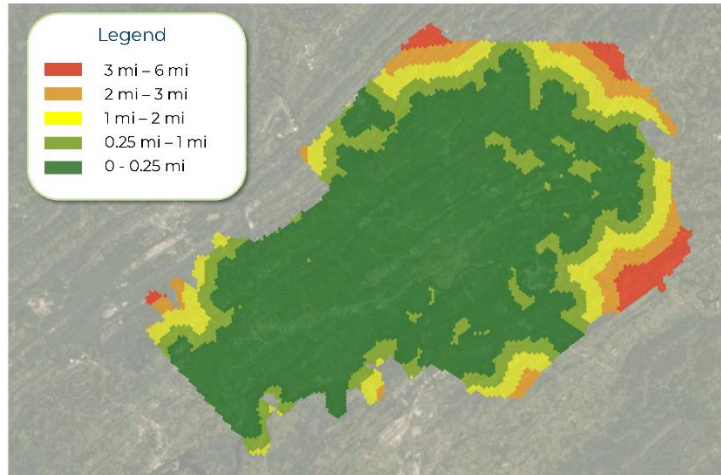 Legend
3 mi – 6 mi
2 mi – 3 mi
1 mi – 2 mi
0.25 mi – 1 mi
0 - 0.25 mi